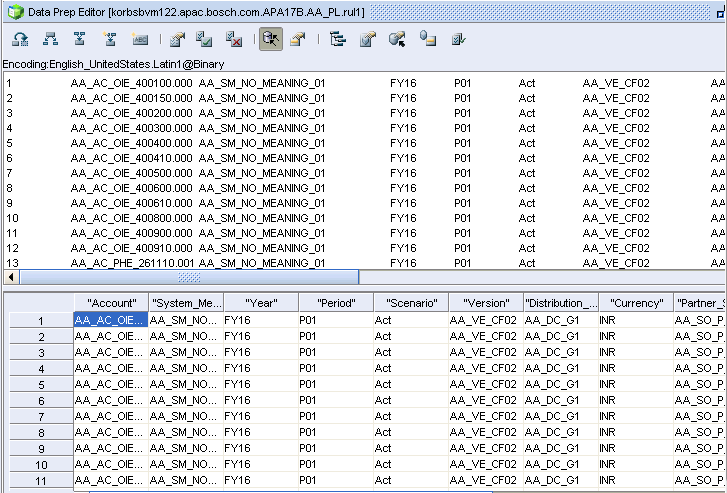 Data Prep Editor [korbsbvm122.apac.bosch.com.APA17B.AA_PL.rul1]
Encoding:English_UnitedStates.Latin1@Binary
1 AA_AC_OIE_400100.000 AA_SM_NO_MEANING_01 FY16 P01 Act AA_VE_CF02 AA
2 AA_AC_OIE_400150.000 AA_SM_NO_MEANING_01 FY16 P01 Act AA_VE_CF02 AA
3 AA_AC_OIE_400200.000 AA_SM_NO_MEANING_01 FY16 P01 Act AA_VE_CF02 AA
4 AA_AC_OIE_400300.000 AA_SM_NO_MEANING_01 FY16 P01 Act AA_VE_CF02 AA
5 AA_AC_OIE_400400.000 AA_SM_NO_MEANING_01 FY16 P01 Act AA_VE_CF02 AA
6 AA_AC_OIE_400410.000 AA_SM_NO_MEANING_01 FY16 P01 Act AA_VE_CF02 AA
7 AA_AC_OIE_400500.000 AA_SM_NO_MEANING_01 FY16 P01 Act AA_VE_CF02 AA
8 AA_AC_OIE_400600.000 AA_SM_NO_MEANING_01 FY16 P01 Act AA_VE_CF02 AA
9 AA_AC_OIE_400610.000 AA_SM_NO_MEANING_01 FY16 P01 Act AA_VE_CF02 AA
10 AA_AC_OIE_400800.000 AA_SM_NO_MEANING_01 FY16 P01 Act AA_VE_CF02 AA
11 AA_AC_OIE_400900.000 AA_SM_NO_MEANING_01 FY16 P01 Act AA_VE_CF02 AA
12 AA_AC_OIE_400910.000 AA_SM_NO_MEANING_01 FY16 P01 Act AA_VE_CF02 AA
13 AA_AC_PHE_261110.001 AA_SM_NO_MEANING_01 FY16 P01 Act AA_VE_CF02 AA
"Account" "System_Me... "Year" "Period" "Scenario" "Version" "Distribution_... "Currency" "Partner_S
1 AA_AC_OIE... AA_SM_NO... FY16 P01 Act AA_VE_CF02 AA_DC_G1 INR AA_SO_P
2 AA_AC_OIE... AA_SM_NO... FY16 P01 Act AA_VE_CF02 AA_DC_G1 INR AA_SO_P
3 AA_AC_OIE... AA_SM_NO... FY16 P01 Act AA_VE_CF02 AA_DC_G1 INR AA_SO_P
4 AA_AC_OIE... AA_SM_NO... FY16 P01 Act AA_VE_CF02 AA_DC_G1 INR AA_SO_P
5 AA_AC_OIE... AA_SM_NO... FY16 P01 Act AA_VE_CF02 AA_DC_G1 INR AA_SO_P
6 AA_AC_OIE... AA_SM_NO... FY16 P01 Act AA_VE_CF02 AA_DC_G1 INR AA_SO_P
7 AA_AC_OIE... AA_SM_NO... FY16 P01 Act AA_VE_CF02 AA_DC_G1 INR AA_SO_P
8 AA_AC_OIE... AA_SM_NO... FY16 P01 Act AA_VE_CF02 AA_DC_G1 INR AA_SO_P
9 AA_AC_OIE... AA_SM_NO... FY16 P01 Act AA_VE_CF02 AA_DC_G1 INR AA_SO_P
10 AA_AC_OIE... AA_SM_NO... FY16 P01 Act AA_VE_CF02 AA_DC_G1 INR AA_SO_P
11 AA_AC_OIE... AA_SM_NO... FY16 P01 Act AA_VE_CF02 AA_DC_G1 INR AA_SO_P